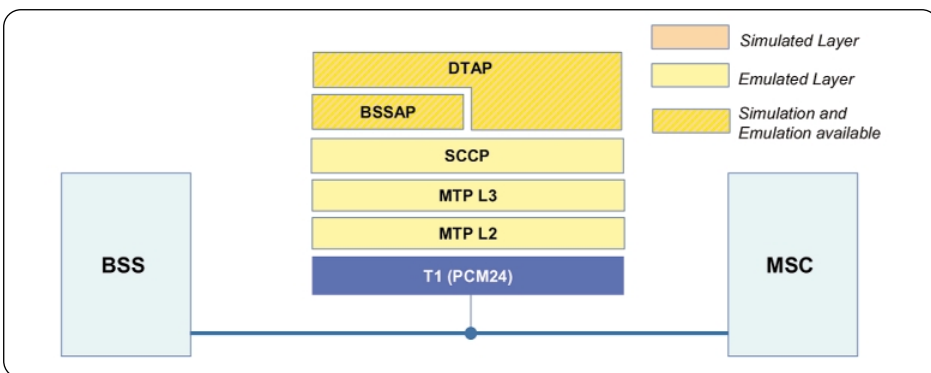 DTAP
BSSAP
SCCP
MTP L3
MTP L2
T1 (PCM24)
BSS
MSC
Simulated Layer
Emulated Layer
Simulation and
Emulation available